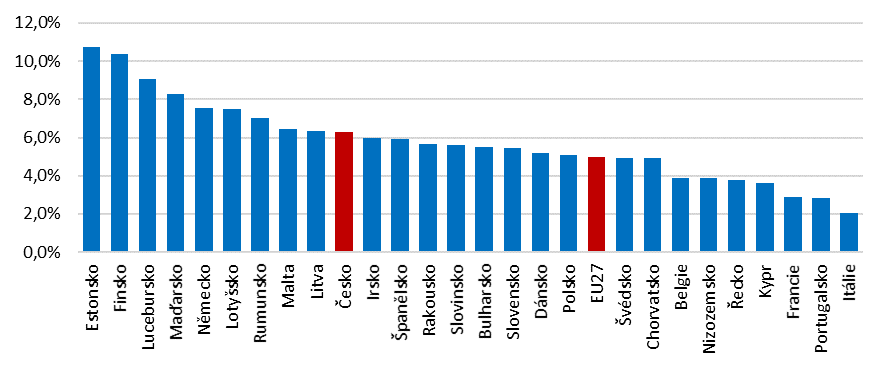 12,0%
10,0%
8,0%
6,0%
4,0%
2,0%
0,0%
Estonsko
Finsko
Lucebursko
Maďarsko
Německo
Lotyšsko
Rumunsko
Malta
Litva
Česko
Irsko
Španělsko
Rakousko
Slovinsko
Bulharsko
Slovensko
Dánsko
Polsko
EU27
Švédsko
Chorvatsko
Belgie
Nizozemsko
Řecko
Kypr
Francie
Portugalsko
Itálie